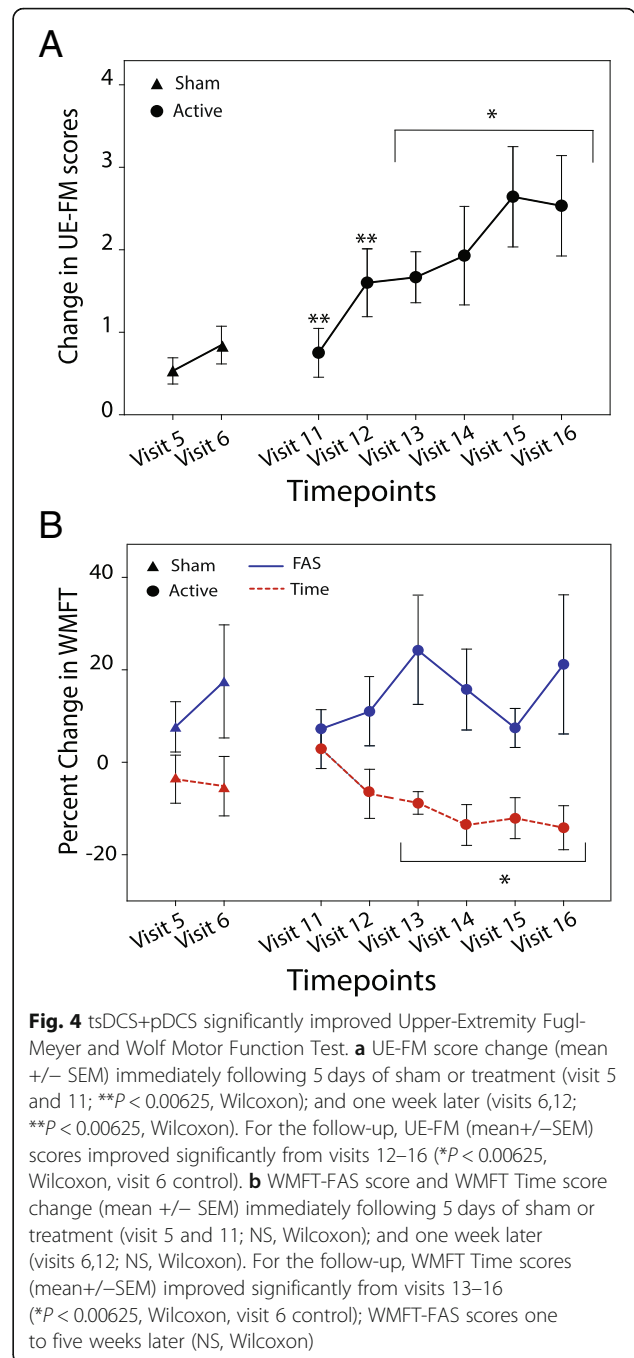 A
▲ Sham
● Active
Change in UE-FM scores
4
3
2
1
0
*
**
**
Visit 5
Visit 6
Visit 11
Visit 12
Visit 13
Visit 14
Visit 15
Visit 16
Timepoints
B
▲ Sham
FAS
● Active
Time
Percent Change in WMFT
40
20
0
-20
*
Visit 5
Visit 6
Visit 11
Visit 12
Visit 13
Visit 14
Visit 15
Visit 16
Timepoints
Fig. 4 tsDCS+pDCS significantly improved Upper-Extremity Fugl-
Meyer and Wolf Motor Function Test. a UE-FM score change (mean
+/− SEM) immediately following 5 days of sham or treatment (visit 5
and 11; **P < 0.00625, Wilcoxon); and one week later (visits 6,12;
**P < 0.00625, Wilcoxon). For the follow-up, UE-FM (mean+/−SEM)
scores improved significantly from visits 12–16 (*P < 0.00625,
Wilcoxon, visit 6 control). b WMFT-FAS score and WMFT Time score
change (mean +/− SEM) immediately following 5 days of sham or
treatment (visit 5 and 11; NS, Wilcoxon); and one week later
(visits 6,12; NS, Wilcoxon). For the follow-up, WMFT Time scores
(mean+/−SEM) improved significantly from visits 13–16
(*P < 0.00625, Wilcoxon, visit 6 control); WMFT-FAS scores one
to five weeks later (NS, Wilcoxon)